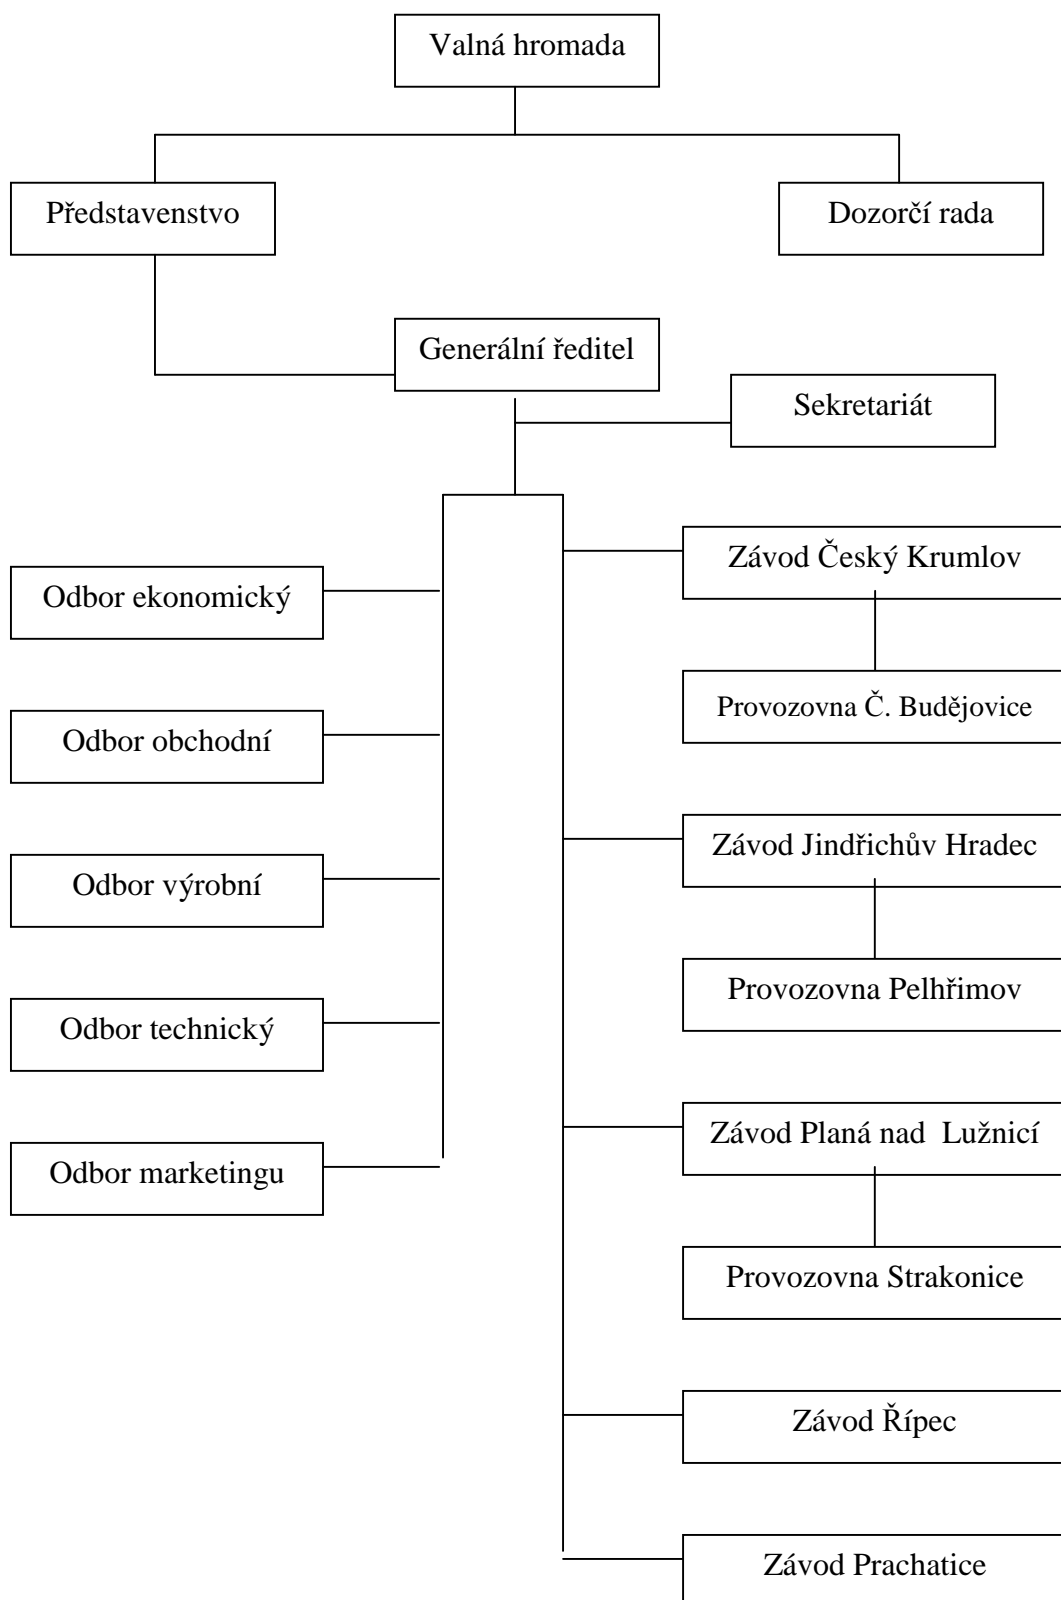 Valná hromada
Představenstvo
Dozorčí rada
Generální ředitel
Sekretariát
Odbor ekonomický
Odbor obchodní
Odbor výrobní
Odbor technický
Odbor marketingu
Závod Český Krumlov
Provozovna Č. Budějovice
Závod Jindřichův Hradec
Provozovna Pelhřimov
Závod Planá nad  Lužnicí
Provozovna Strakonice
Závod Řípec
Závod Prachatice